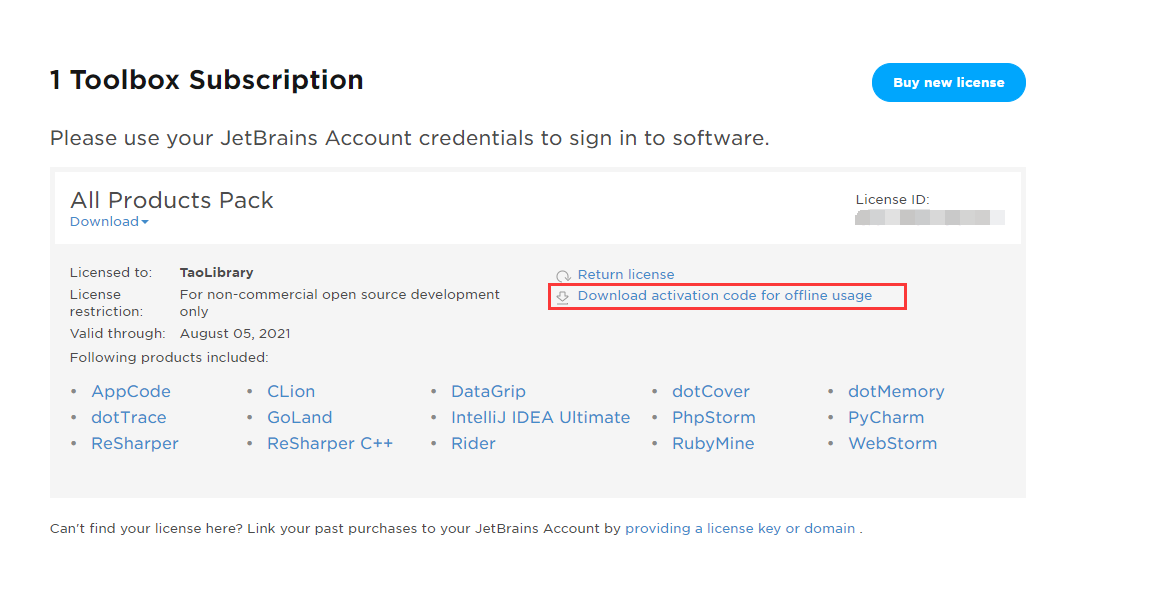 1 Toolbox Subscription
Buy new license
Please use your JetBrains Account credentials to sign in to software.
All Products Pack
Download
License ID:
Licensed to: TaoLibrary
License restriction: For non-commercial open source development only
Valid through: August 05, 2021
Return license
Download activation code for offline usage
Following products included:
• AppCode • CLion • DataGrip • dotCover • dotMemory
• dotTrace • GoLand • IntelliJ IDEA Ultimate • PhpStorm • PyCharm
• ReSharper • ReSharper C++ • Rider • RubyMine • WebStorm
Can't find your license here? Link your past purchases to your JetBrains Account by providing a license key or domain .